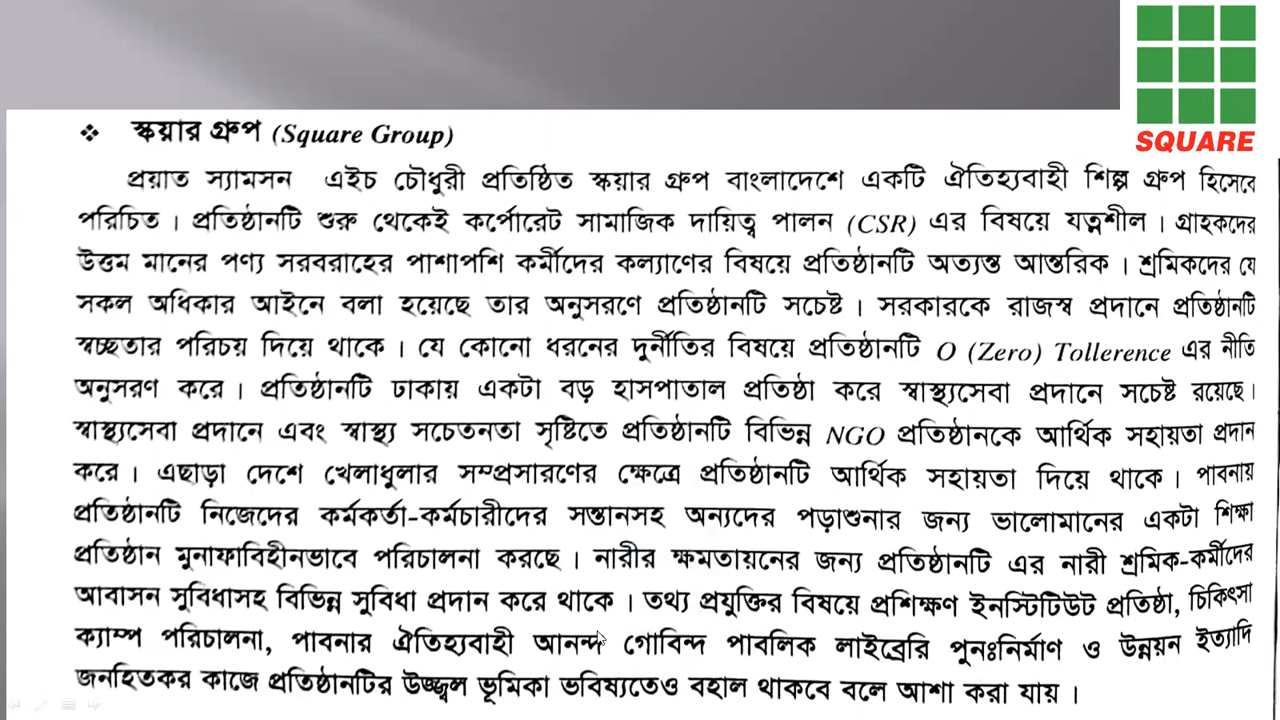 SQUARE
❖ স্কয়ার গ্রুপ (Square Group)
প্রয়াত স্যামসন এইচ চৌধুরী প্রতিষ্ঠিত স্কয়ার গ্রুপ বাংলাদেশে একটি ঐতিহ্যবাহী শিল্প গ্রুপ হিসেবে
পরিচিত । প্রতিষ্ঠানটি শুরু থেকেই কর্পোরেট সামাজিক দায়িত্ব পালন (CSR) এর বিষয়ে যত্নশীল । গ্রাহকদের
উত্তম মানের পণ্য সরবরাহের পাশাপশি কর্মীদের কল্যাণের বিষয়ে প্রতিষ্ঠানটি অত্যন্ত আন্তরিক । শ্রমিকদের যে
সকল অধিকার আইনে বলা হয়েছে তার অনুসরণে প্রতিষ্ঠানটি সচেষ্ট । সরকারকে রাজস্ব প্রদানে প্রতিষ্ঠানটি
স্বচ্ছতার পরিচয় দিয়ে থাকে । যে কোনো ধরনের দুর্নীতির বিষয়ে প্রতিষ্ঠানটি O (Zero) Tollerence এর নীতি
অনুসরণ করে । প্রতিষ্ঠানটি ঢাকায় একটা বড় হাসপাতাল প্রতিষ্ঠা করে স্বাস্থ্যসেবা প্রদানে সচেষ্ট রয়েছে।
স্বাস্থ্যসেবা প্রদানে এবং স্বাস্থ্য সচেতনতা সৃষ্টিতে প্রতিষ্ঠানটি বিভিন্ন NGO প্রতিষ্ঠানকে আর্থিক সহায়তা প্রদান
করে । এছাড়া দেশে খেলাধুলার সম্প্রসারণের ক্ষেত্রে প্রতিষ্ঠানটি আর্থিক সহায়তা দিয়ে থাকে । পাবনায়
প্রতিষ্ঠানটি নিজেদের কর্মকর্তা-কর্মচারীদের সন্তানসহ অন্যদের পড়াশুনার জন্য ভালোমানের একটা শিক্ষা
প্রতিষ্ঠান মুনাফাবিহীনভাবে পরিচালনা করছে । নারীর ক্ষমতায়নের জন্য প্রতিষ্ঠানটি এর নারী শ্রমিক-কর্মীদের
আবাসন সুবিধাসহ বিভিন্ন সুবিধা প্রদান করে থাকে । তথ্য প্রযুক্তির বিষয়ে প্রশিক্ষণ ইনস্টিটিউট প্রতিষ্ঠা, চিকিৎসা
ক্যাম্প পরিচালনা, পাবনার ঐতিহ্যবাহী আনন্দ গোবিন্দ পাবলিক লাইব্রেরি পুনঃনির্মাণ ও উন্নয়ন ইত্যাদি
জনহিতকর কাজে প্রতিষ্ঠানটির উজ্জ্বল ভূমিকা ভবিষ্যতেও বহাল থাকবে বলে আশা করা যায় ।